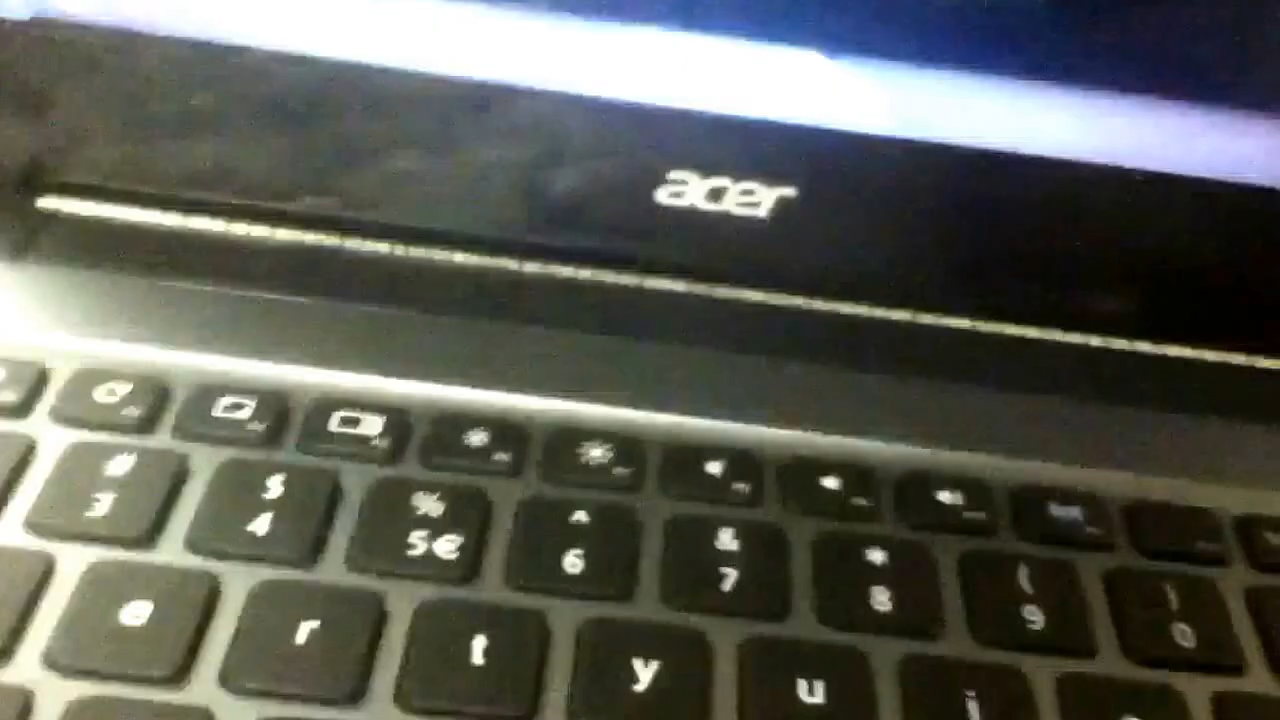 acer
# $ % ^ & * ( )
3 4 5€ 6 7 8 9 0
e r t y u i